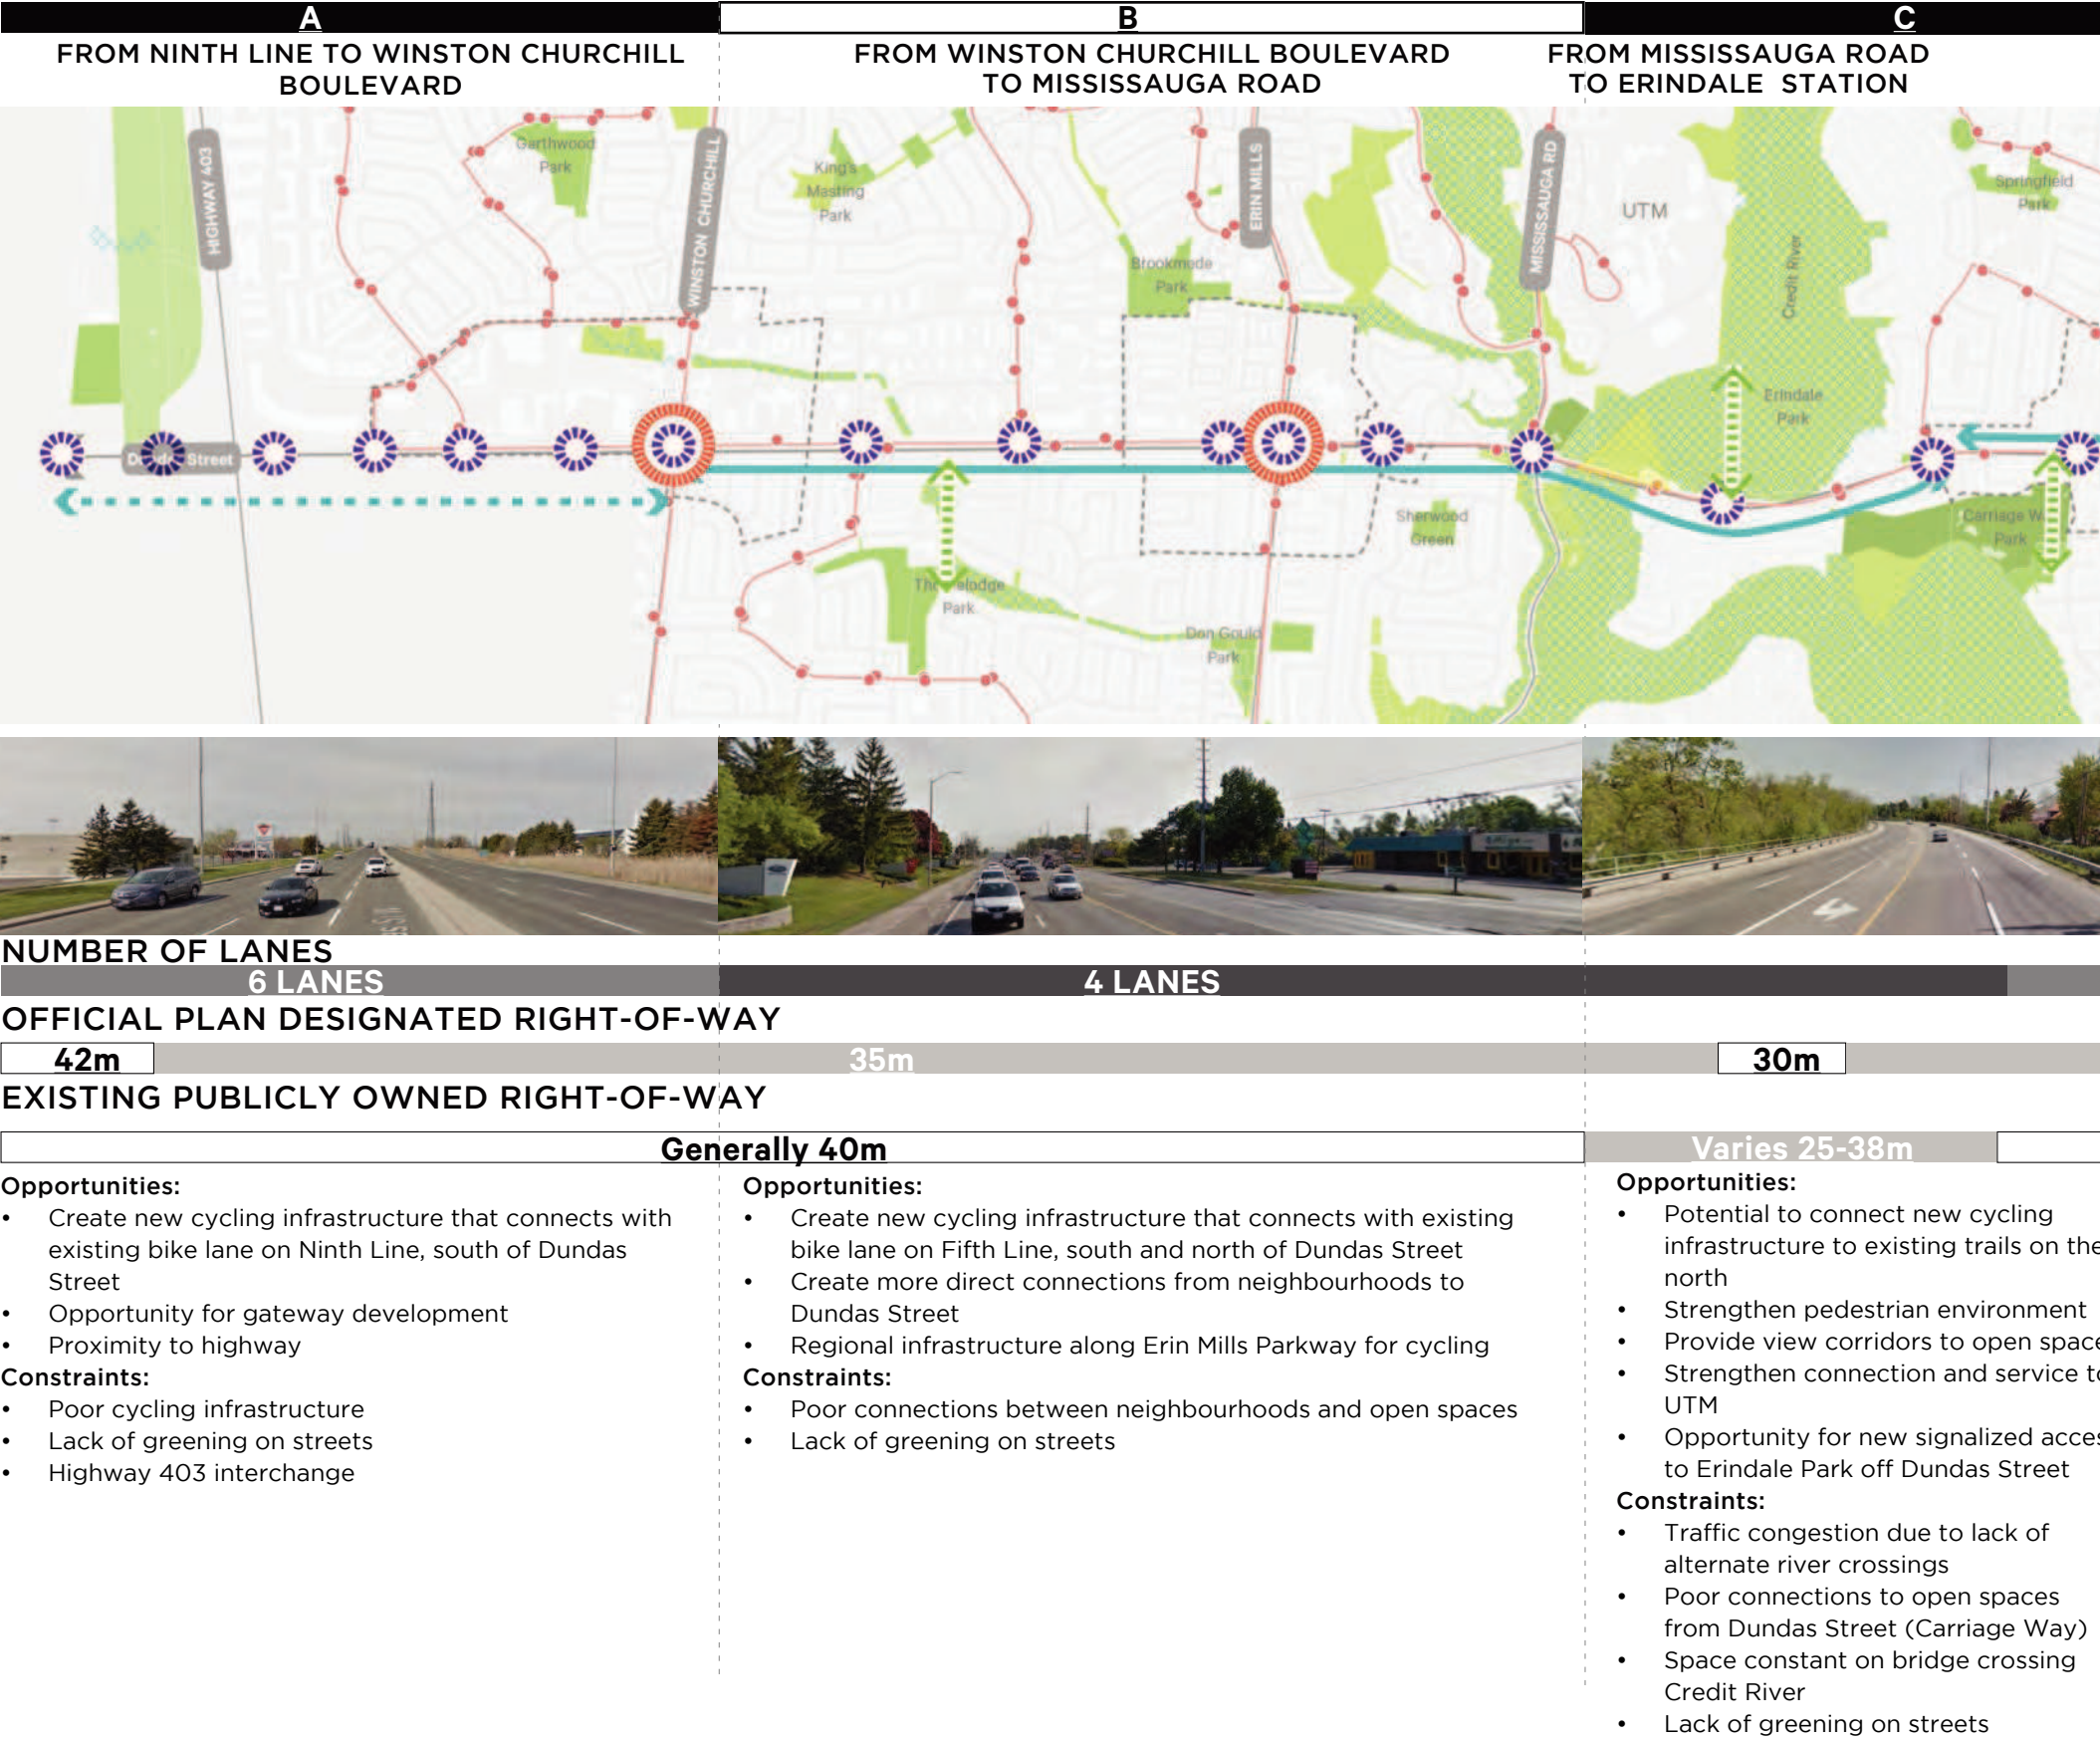 A
B
C
FROM NINTH LINE TO WINSTON CHURCHILL
BOULEVARD
FROM WINSTON CHURCHILL BOULEVARD
TO MISSISSAUGA ROAD
FROM MISSISSAUGA ROAD
TO ERINDALE STATION
HIGHWAY 403
Garthwood
Park
WINSTON CHURCHILL
King's
Masting
Park
Brookmede
Park
ERIN MILLS
MISSISSAUGA RD
UTM
Credit River
Springfield
Park
Erindale
Park
Street
Sherwood
Green
Carriage W
Park
Park
Don Gould
Park
NUMBER OF LANES
6 LANES
4 LANES
OFFICIAL PLAN DESIGNATED RIGHT-OF-WAY
42m
35m
30m
EXISTING PUBLICLY OWNED RIGHT-OF-WAY
Generally 40m
Varies 25-38m
Opportunities:
• Create new cycling infrastructure that connects with
existing bike lane on Ninth Line, south of Dundas
Street
• Opportunity for gateway development
• Proximity to highway
Constraints:
• Poor cycling infrastructure
• Lack of greening on streets
• Highway 403 interchange
Opportunities:
• Create new cycling infrastructure that connects with existing
bike lane on Fifth Line, south and north of Dundas Street
• Create more direct connections from neighbourhoods to
Dundas Street
• Regional infrastructure along Erin Mills Parkway for cycling
Constraints:
• Poor connections between neighbourhoods and open spaces
• Lack of greening on streets
Opportunities:
• Potential to connect new cycling
infrastructure to existing trails on the
north
• Strengthen pedestrian environment
• Provide view corridors to open space
• Strengthen connection and service to
UTM
• Opportunity for new signalized acces
to Erindale Park off Dundas Street
Constraints:
• Traffic congestion due to lack of
alternate river crossings
• Poor connections to open spaces
from Dundas Street (Carriage Way)
• Space constant on bridge crossing
Credit River
• Lack of greening on streets